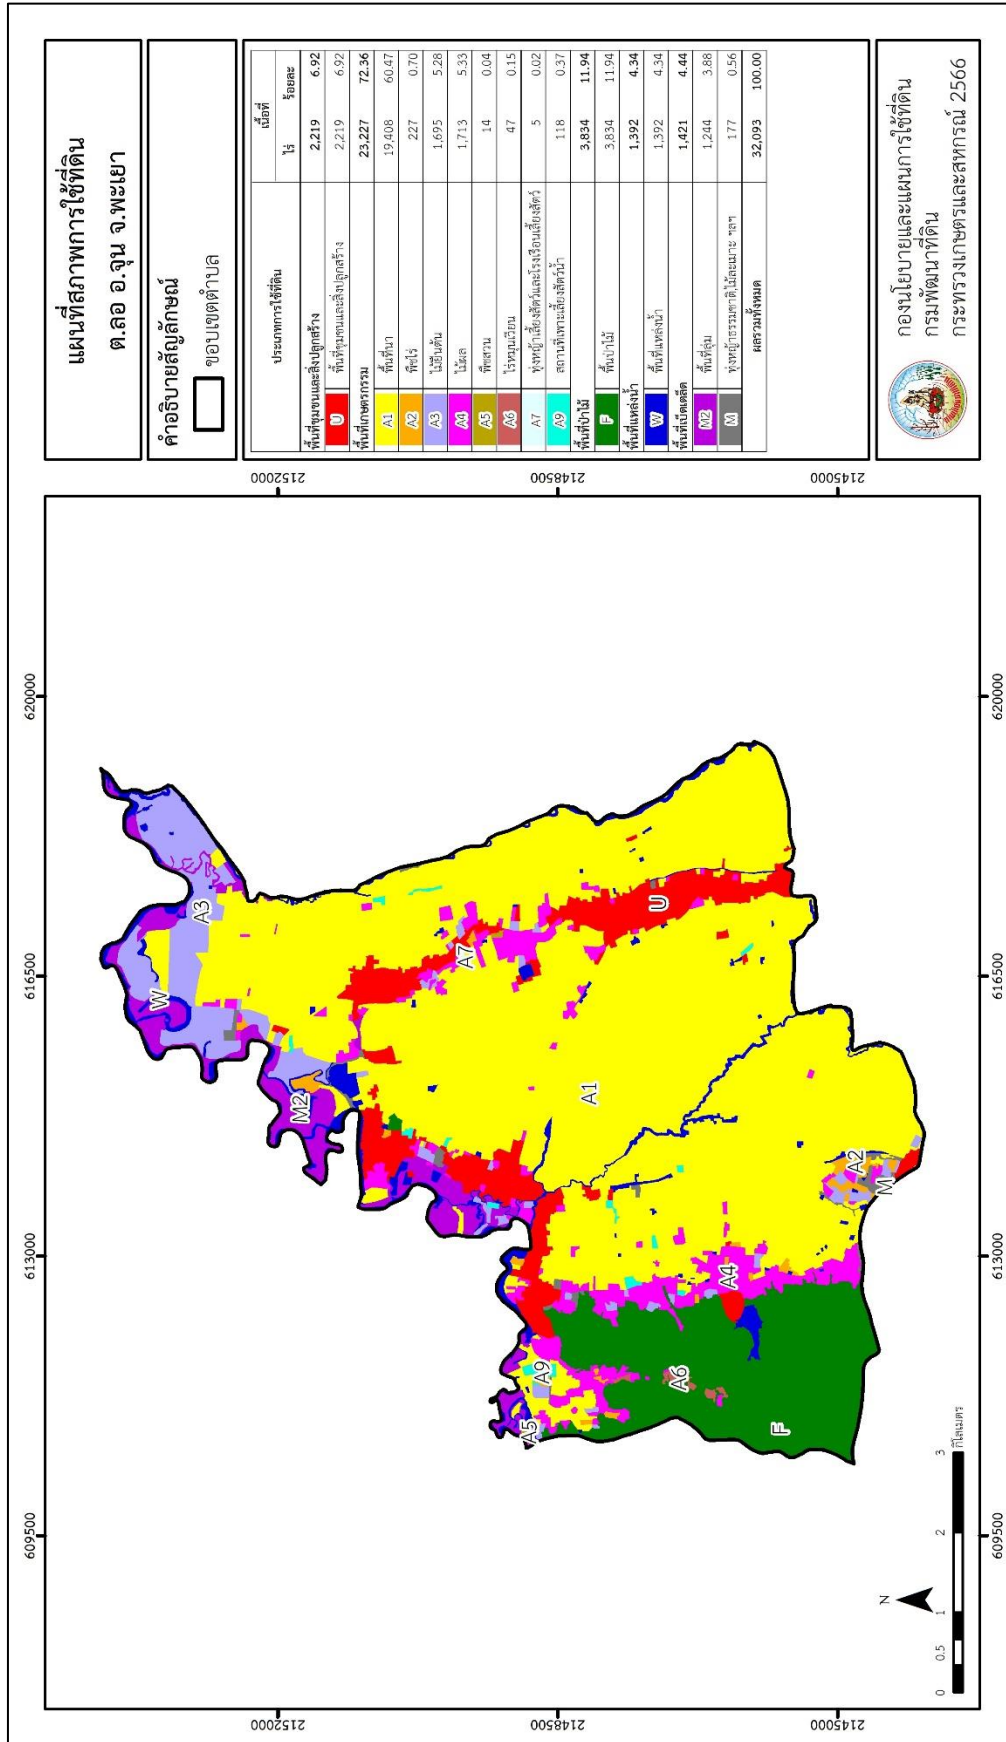 แผนที่สภาพการใช้ที่ดิน
ต.ลอ อ.จุน จ.พะเยา
คำอธิบายสัญลักษณ์
ขอบเขตตำบล
ประเภทการใช้ที่ดิน เนื้อที่
ไร่ ร้อยละ
พื้นที่ชุมชนและสิ่งปลูกสร้าง 2,219 6.92
U พื้นที่ชุมชนและสิ่งปลูกสร้าง 2,219 6.92
พื้นที่เกษตรกรรม 23,227 72.36
A1 พื้นที่นา 19,408 60.47
A2 พืชไร่ 227 0.70
A3 ไม้ยืนต้น 1,695 5.28
A4 ไม้ผล 1,713 5.33
A5 พืชสวน 14 0.04
A6 ไร่หมุนเวียน 47 0.15
A7 ทุ่งหญ้าเลี้ยงสัตว์และโรงเรือนเลี้ยงสัตว์ 5 0.02
A9 สถานที่เพาะเลี้ยงสัตว์น้ำ 118 0.37
พื้นที่ป่าไม้ 3,834 11.94
F พื้นป่าไม้ 3,834 11.94
พื้นที่แหล่งน้ำ 1,392 4.34
W พื้นที่แหล่งน้ำ 1,392 4.34
พื้นที่เบ็ดเตล็ด 1,421 4.44
M2 พื้นที่ลุ่ม 1,244 3.88
M ทุ่งหญ้าธรรมชาติ,ไม้ละเมาะ ฯลฯ 177 0.56
ผลรวมทั้งหมด 32,093 100.00
กองนโยบายและแผนการใช้ที่ดิน
กรมพัฒนาที่ดิน
กระทรวงเกษตรและสหกรณ์ 2566
609500 613000 616500 620000
2152000 2152000
2148500 2148500
2145000 2145000
W
A3
M2
A7
U
A1
A5
A9
A6
A4
A2
M
F
N
0 0.5 1 2 3
กิโลเมตร